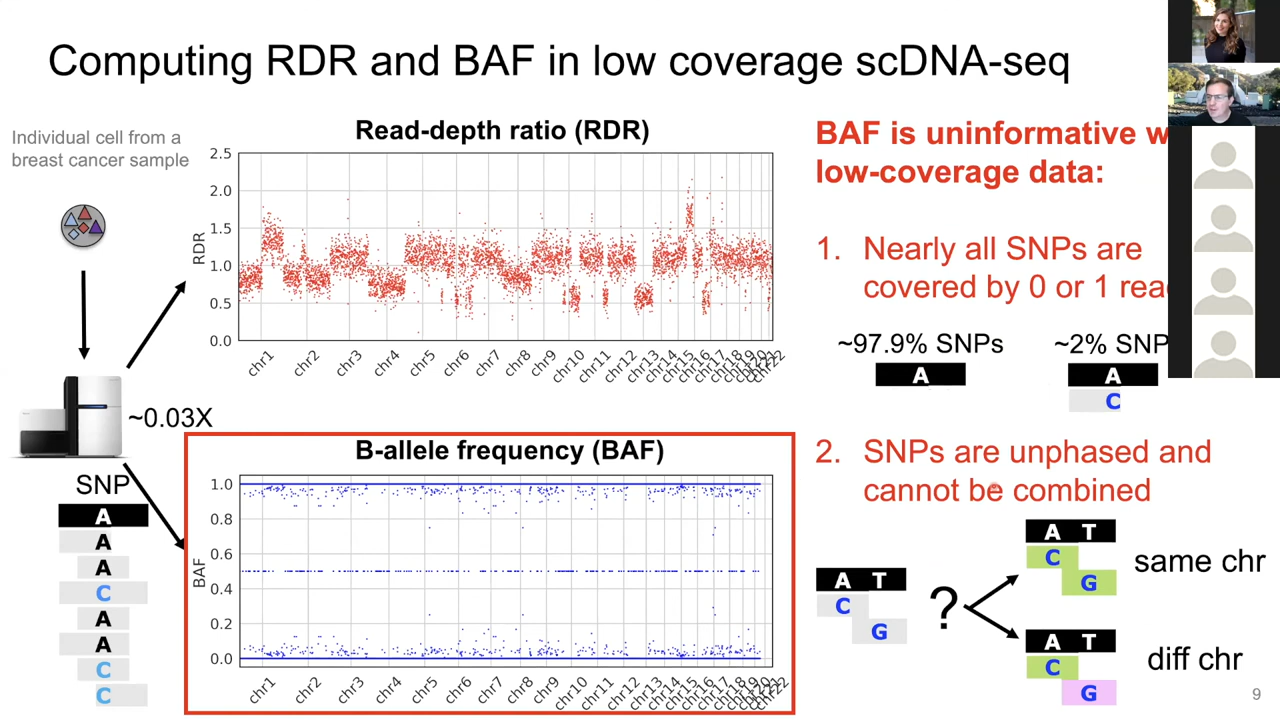 Computing RDR and BAF in low coverage scDNA-seq
Individual cell from a
breast cancer sample
Read-depth ratio (RDR)
2.5
2.0
1.5
1.0
0.5
0.0
RDR
chr1
chr2
chr3
chr4
chr5
chr6
chr7
chr8
chr9
chr10
chr11
chr12
chr13
chr14
chr15
chr16
chr17
chr18
chr19
chr20
chr22
~0.03X
SNP
A
A
A
C
A
A
C
C
B-allele frequency (BAF)
1.0
0.8
0.6
0.4
0.2
0.0
BAF
chr1
chr2
chr3
chr4
chr5
chr6
chr7
chr8
chr9
chr10
chr11
chr12
chr13
chr14
chr15
chr16
chr17
chr18
chr19
chr20
chr22
BAF is uninformative
low-coverage data:
1. Nearly all SNPs are
covered by 0 or 1
~97.9% SNPs
A
~2% SNP
A
C
2. SNPs are unphased and
cannot be combined
A T
C
G
?
A T
C
G
same chr
A T
C
G
diff chr
9